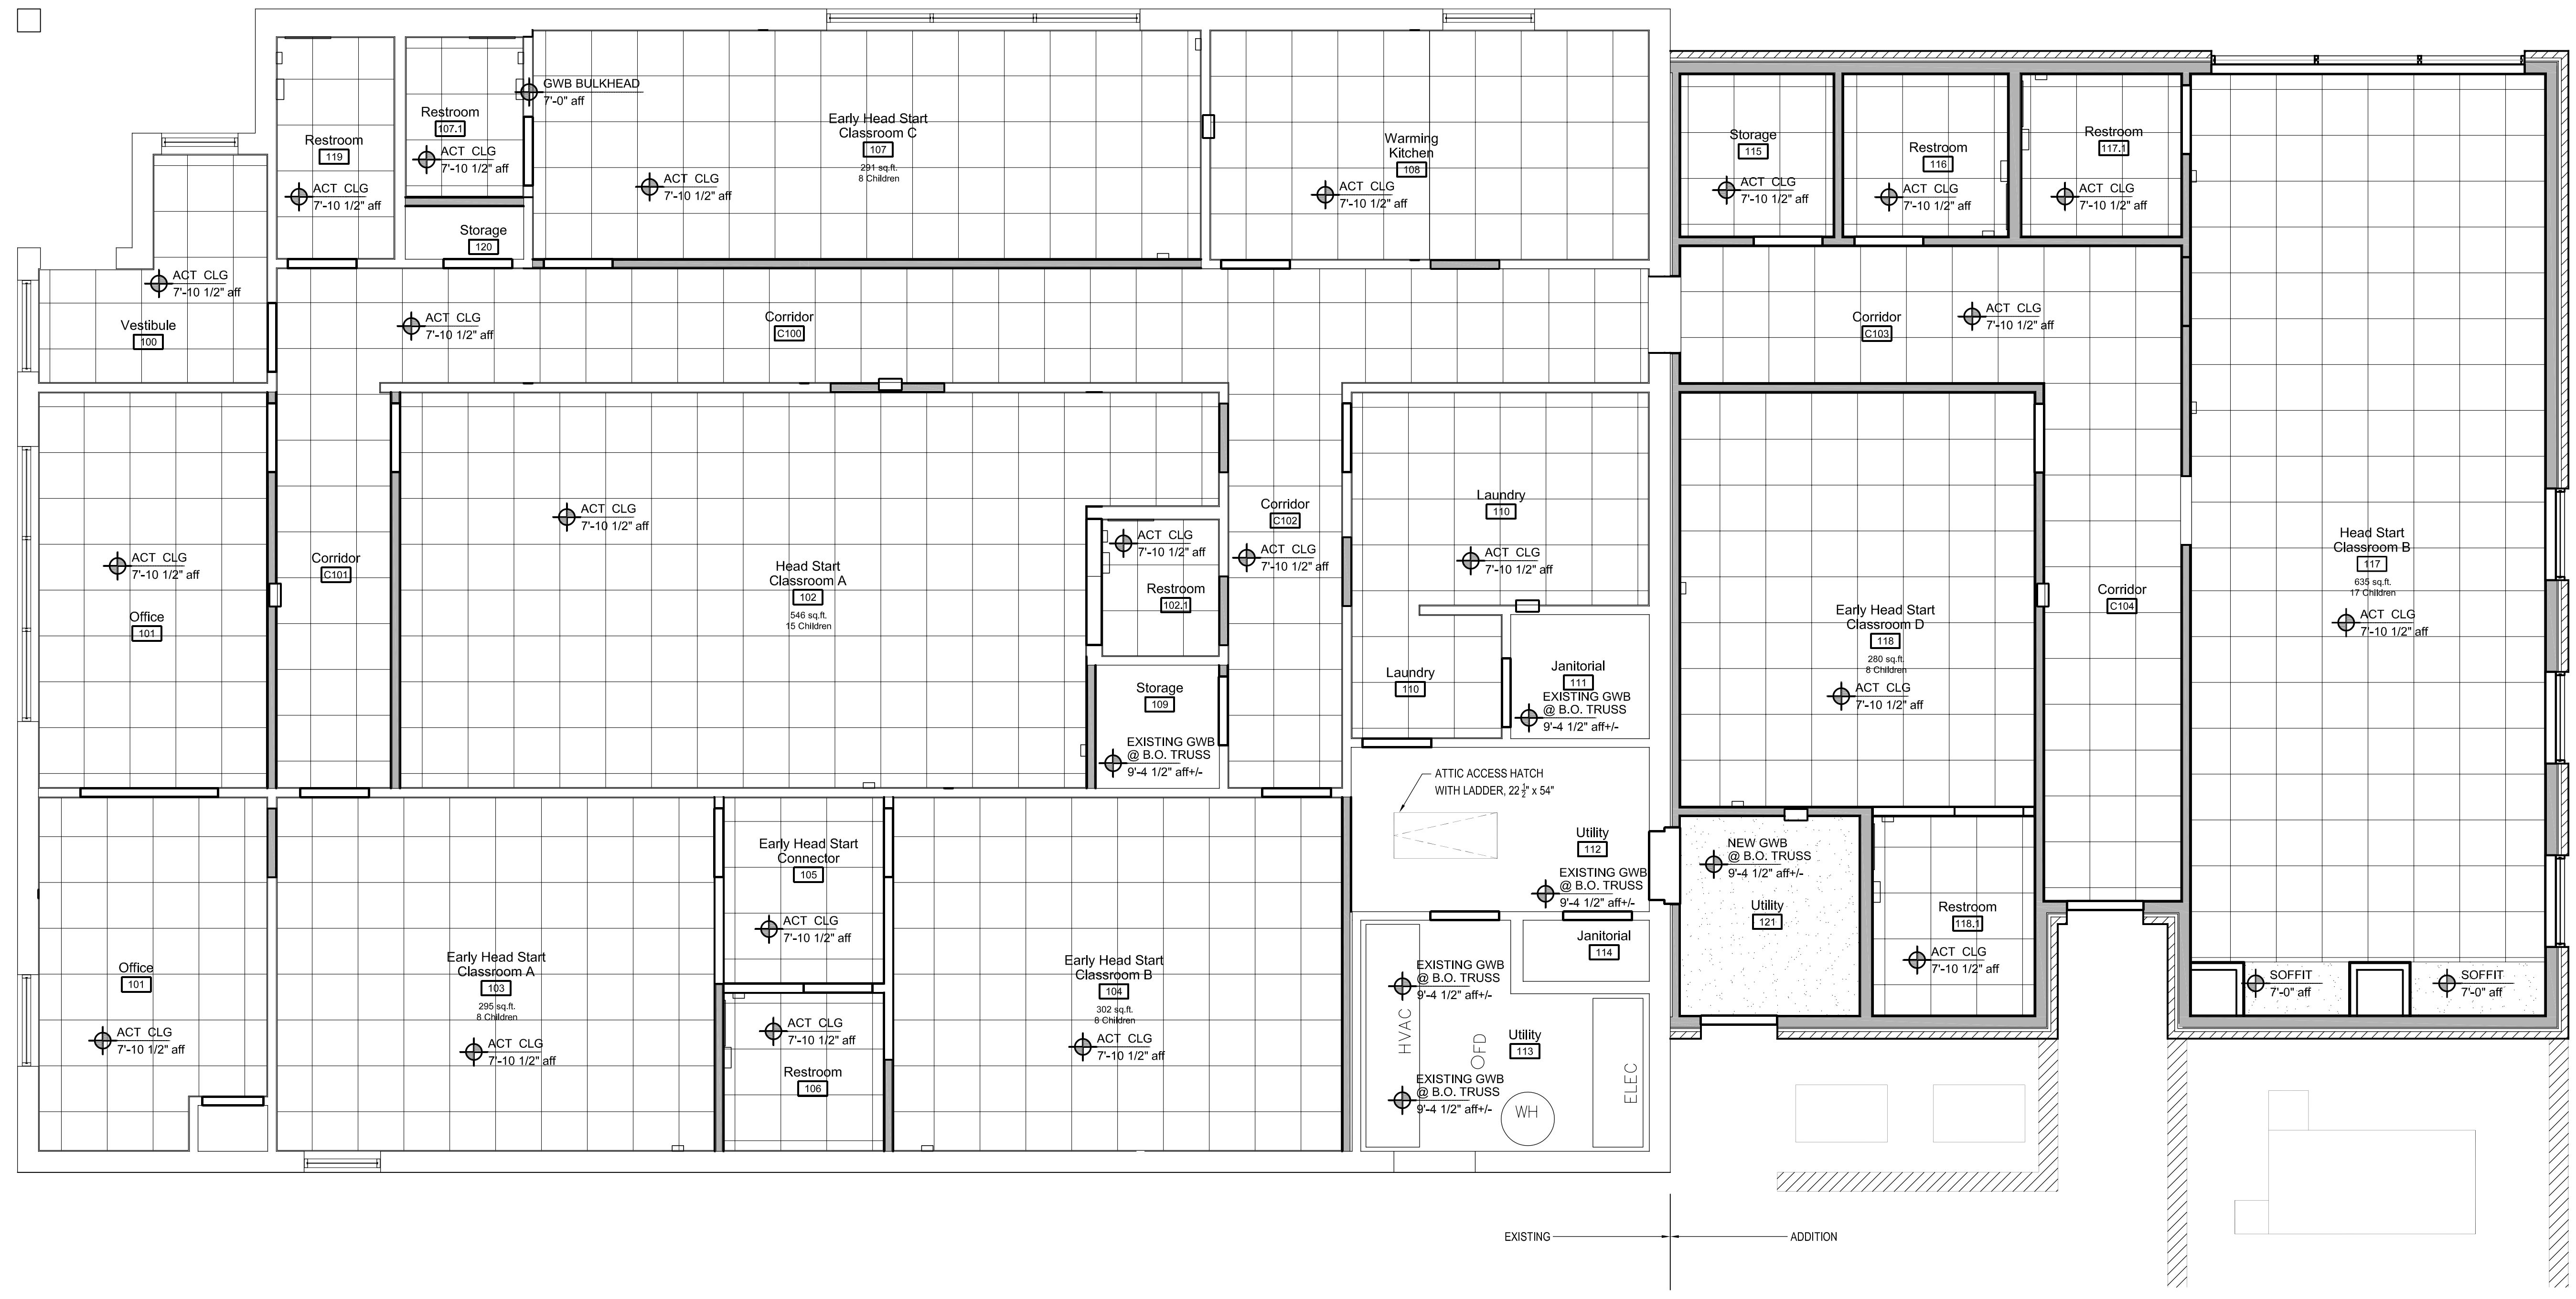 Restroom
119
ACT CLG
7'-10 1/2" aff
Restroom
107.1
ACT CLG
7'-10 1/2" aff
GWB BULKHEAD
7'-0" aff
Storage
120
Early Head Start
Classroom C
107
291 sq.ft.
8 Children
ACT CLG
7'-10 1/2" aff
Warming
Kitchen
108
ACT CLG
7'-10 1/2" aff
Storage
115
ACT CLG
7'-10 1/2" aff
Restroom
116
ACT CLG
7'-10 1/2" aff
Restroom
117.1
ACT CLG
7'-10 1/2" aff
ACT CLG
7'-10 1/2" aff
Vestibule
100
ACT CLG
7'-10 1/2" aff
Corridor
C100
Corridor
C103
ACT CLG
7'-10 1/2" aff
ACT CLG
7'-10 1/2" aff
Office
101
Corridor
C101
ACT CLG
7'-10 1/2" aff
Head Start
Classroom A
102
546 sq.ft.
15 Children
ACT CLG
7'-10 1/2" aff
Restroom
102.1
Storage
109
EXISTING GWB
@ B.O. TRUSS
9'-4 1/2" aff+/-
Corridor
C102
ACT CLG
7'-10 1/2" aff
Laundry
110
ACT CLG
7'-10 1/2" aff
Laundry
110
Janitorial
111
EXISTING GWB
@ B.O. TRUSS
9'-4 1/2" aff+/-
Early Head Start
Classroom D
118
280 sq.ft.
8 Children
ACT CLG
7'-10 1/2" aff
Corridor
C104
Head Start
Classroom B
117
635 sq.ft.
17 Children
ACT CLG
7'-10 1/2" aff
ATTIC ACCESS HATCH
WITH LADDER, 22 1/2" x 54"
Utility
112
EXISTING GWB
@ B.O. TRUSS
9'-4 1/2" aff+/-
NEW GWB
@ B.O. TRUSS
9'-4 1/2" aff+/-
Utility
121
Restroom
118.1
ACT CLG
7'-10 1/2" aff
SOFFIT
7'-0" aff
SOFFIT
7'-0" aff
Office
101
ACT CLG
7'-10 1/2" aff
Early Head Start
Classroom A
103
295 sq.ft.
8 Children
ACT CLG
7'-10 1/2" aff
Early Head Start
Connector
105
ACT CLG
7'-10 1/2" aff
ACT CLG
7'-10 1/2" aff
Restroom
106
Early Head Start
Classroom B
104
302 sq.ft.
8 Children
ACT CLG
7'-10 1/2" aff
Janitorial
114
EXISTING GWB
@ B.O. TRUSS
9'-4 1/2" aff+/-
HVAC
OFD
Utility
113
EXISTING GWB
@ B.O. TRUSS
9'-4 1/2" aff+/-
WH
ELEC
EXISTING
ADDITION